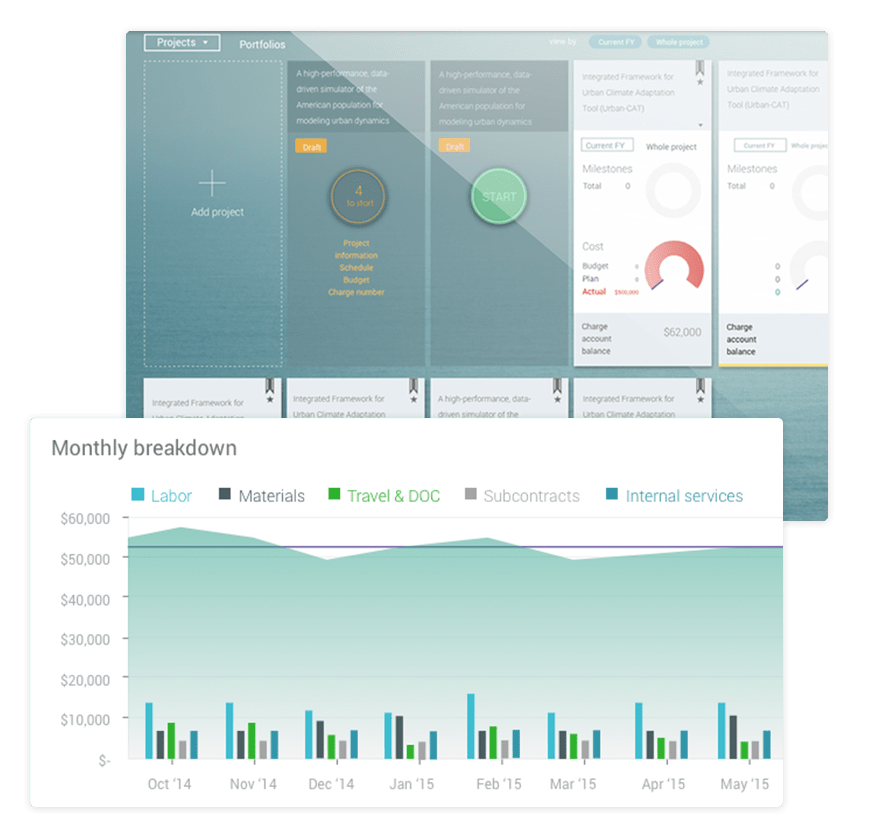 Projects
Portfolios
view by
Current FY
Whole project
Add project
A high-performance, data-
driven simulator of the
American population for
modeling urban dynamics
Draft
4
to start
Project
information
Schedule
Budget
Charge number
A high-performance, data-
driven simulator of the
American population for
modeling urban dynamics
Draft
START
Integrated Framework for
Urban Climate Adaptation
Tool (Urban-CAT)
Current FY
Whole project
Milestones
Total 0
Cost
Budget 0
Plan 0
Actual $500,000
Charge
account
balance
$62,000
Integrated Framework for
Urban Climate Adaptation
Tool (Urban-CAT)
Current FY
Whole projec
Milestones
Total 0
0
0
0
Charge
account
balance
Integrated Framework for
Urban Climate Adaptation
Integrated Framework for
Urban Climate Adaptation
A high-performance, data-
driven simulator of the
Integrated Framework for
Urban Climate Adaptation
Monthly breakdown
Labor
Materials
Travel & DOC
Subcontracts
Internal services
$60,000
$50,000
$40,000
$30,000
$20,000
$10,000
$-
Oct ‘14
Nov ‘14
Dec ‘14
Jan ‘15
Feb ‘15
Mar ‘15
Apr ‘15
May ‘15